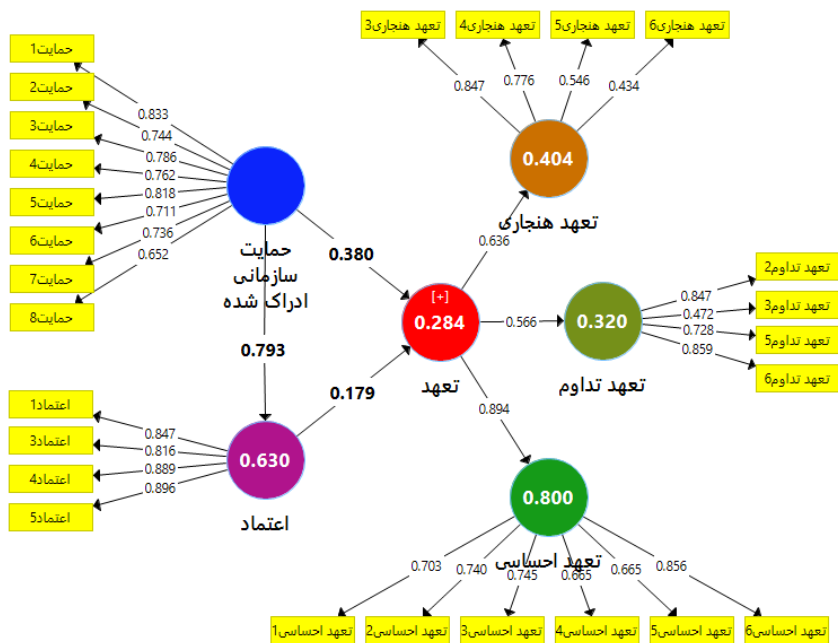 تعهد هنجاری3
تعهد هنجاری4
تعهد هنجاری5
تعهد هنجاری6
0.847
0.776
0.546
0.434
0.404
تعهد هنجاری
حمایت1
حمایت2
حمایت3
حمایت4
حمایت5
حمایت6
حمایت7
حمایت8
0.833
0.744
0.786
0.762
0.818
0.711
0.736
0.652
حمایت
سازمانی
ادراک شده
0.380
0.636
0.793
0.179
[+]
0.284
تعهد
0.566
0.894
0.320
تعهد تداوم
0.847
0.472
0.728
0.859
تعهد تداوم2
تعهد تداوم3
تعهد تداوم5
تعهد تداوم6
اعتماد1
اعتماد3
اعتماد4
اعتماد5
0.847
0.816
0.889
0.896
0.630
اعتماد
0.800
تعهد احساسی
0.703
0.740
0.745
0.665
0.665
0.856
تعهد احساسی1
تعهد احساسی2
تعهد احساسی3
تعهد احساسی4
تعهد احساسی5
تعهد احساسی6